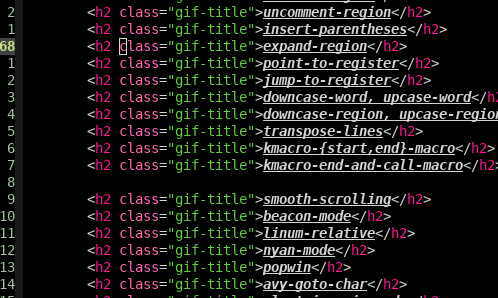 2 <h2 class="gif-title">uncomment-region</h2>
1 <h2 class="gif-title">insert-parentheses</h2>
68 <h2 class="gif-title">expand-region</h2>
1 <h2 class="gif-title">point-to-register</h2>
2 <h2 class="gif-title">jump-to-register</h2>
3 <h2 class="gif-title">downcase-word, upcase-word</h
4 <h2 class="gif-title">downcase-region, upcase-region
5 <h2 class="gif-title">transpose-lines</h2>
6 <h2 class="gif-title">kmacro-{start,end}-macro</h2>
7 <h2 class="gif-title">kmacro-end-and-call-macro</h2>
8
9 <h2 class="gif-title">smooth-scrolling</h2>
10 <h2 class="gif-title">beacon-mode</h2>
11 <h2 class="gif-title">linum-relative</h2>
12 <h2 class="gif-title">nyan-mode</h2>
13 <h2 class="gif-title">popwin</h2>
14 <h2 class="gif-title">avy-goto-char</h2>